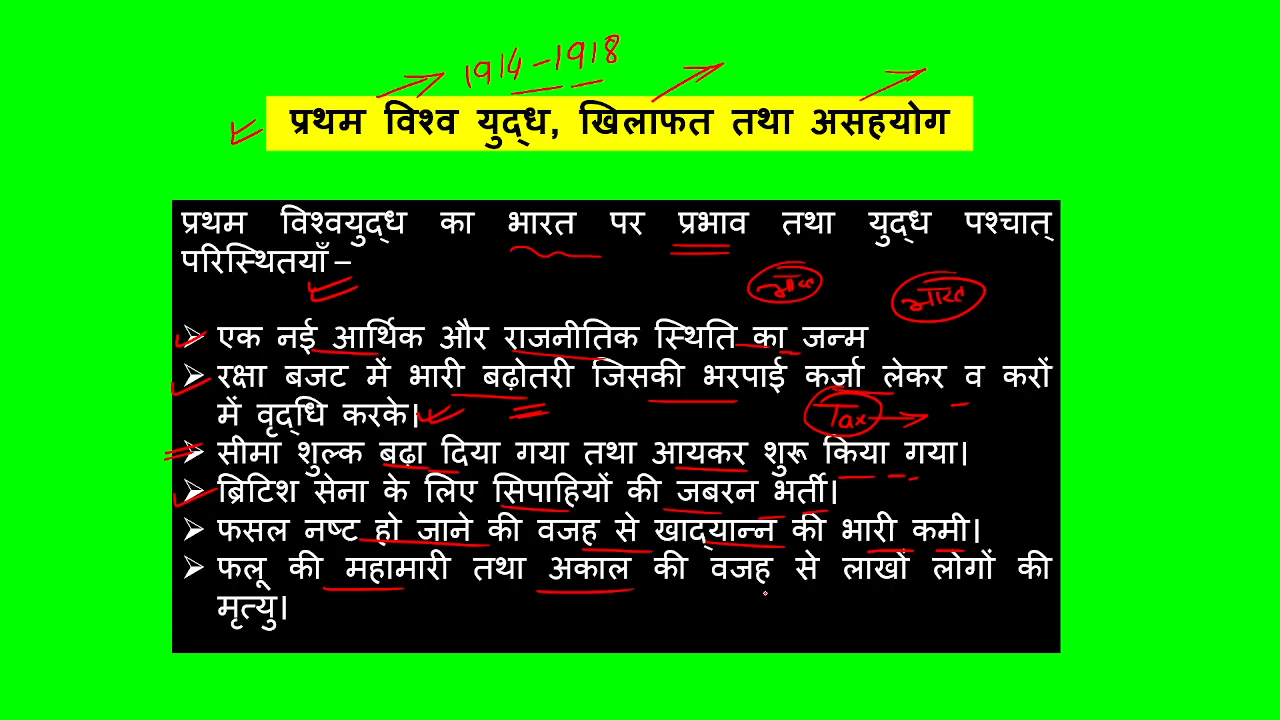 1914-1918
प्रथम विश्व युद्ध, खिलाफत तथा असहयोग
प्रथम विश्वयुद्ध का भारत पर प्रभाव तथा युद्ध पश्चात्
परिस्थितयाँ –
भारत
एक नई आर्थिक और राजनीतिक स्थिति का जन्म
रक्षा बजट में भारी बढ़ोतरी जिसकी भरपाई कर्जा लेकर व करों
में वृद्धि करके।
Tax
सीमा शुल्क बढ़ा दिया गया तथा आयकर शुरू किया गया।
ब्रिटिश सेना के लिए सिपाहियों की जबरन भर्ती।
फसल नष्ट हो जाने की वजह से खाद्यान्न की भारी कमी।
फ्लू की महामारी तथा अकाल की वजह से लाखों लोगों की
मृत्यु।